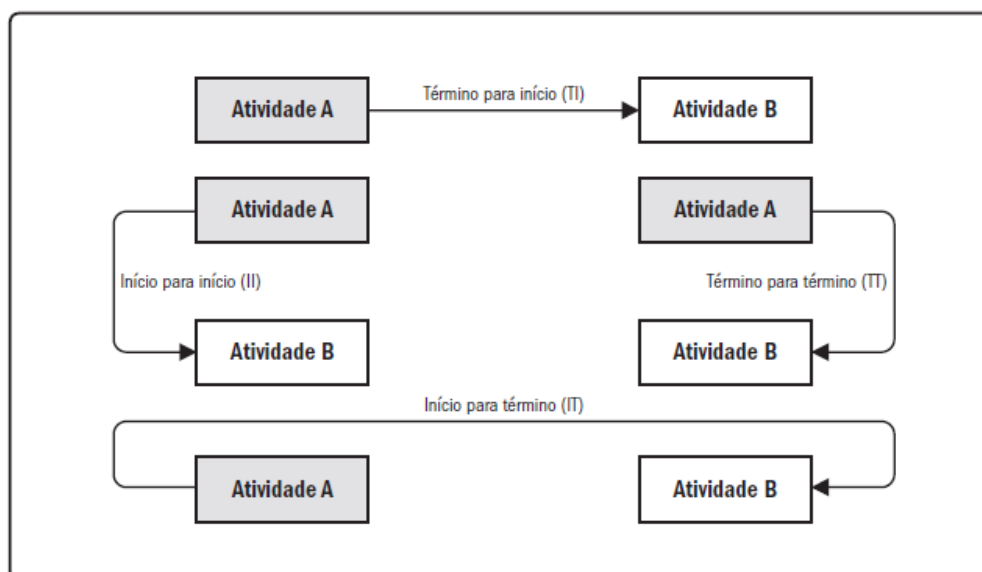 Atividade A
Término para início (TI)
Atividade B
Atividade A
Atividade A
Início para início (II)
Término para término (TT)
Atividade B
Atividade B
Início para término (IT)
Atividade A
Atividade B